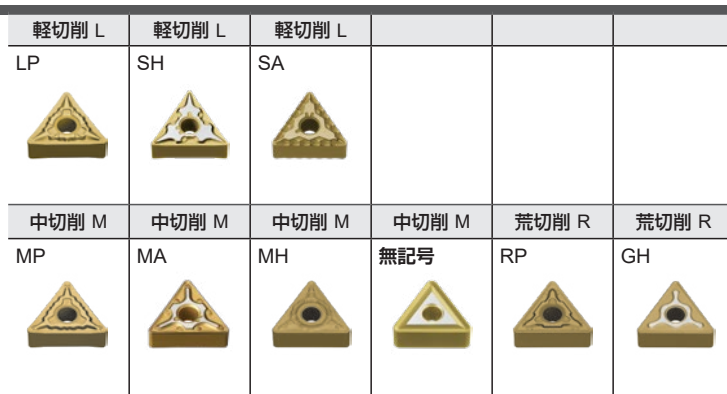 軽切削 L 軽切削 L 軽切削 L
LP SH SA
中切削 M 中切削 M 中切削 M 中切削 M 荒切削 R 荒切削 R
MP MA MH 無記号 RP GH